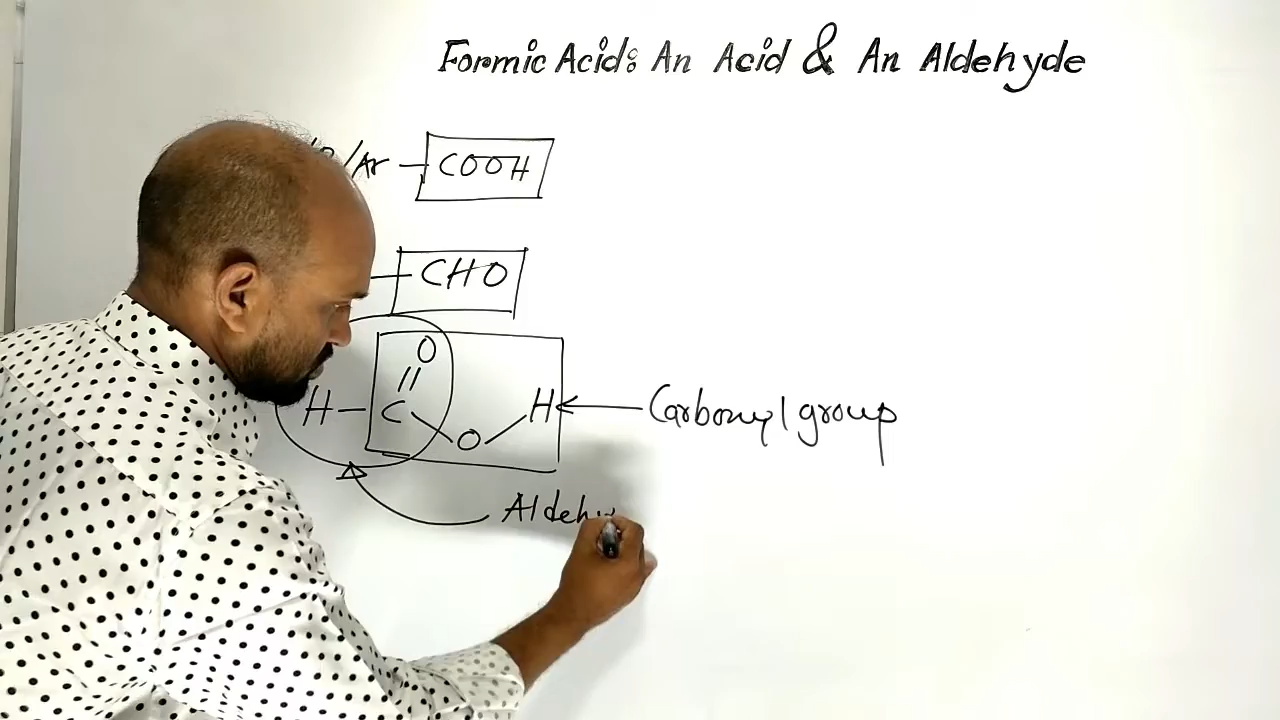 Formic Acid: An Acid & An Aldehyde
/Ar — COOH
— CHO
O
H — C
O
H ← Carbonyl group
Aldehy